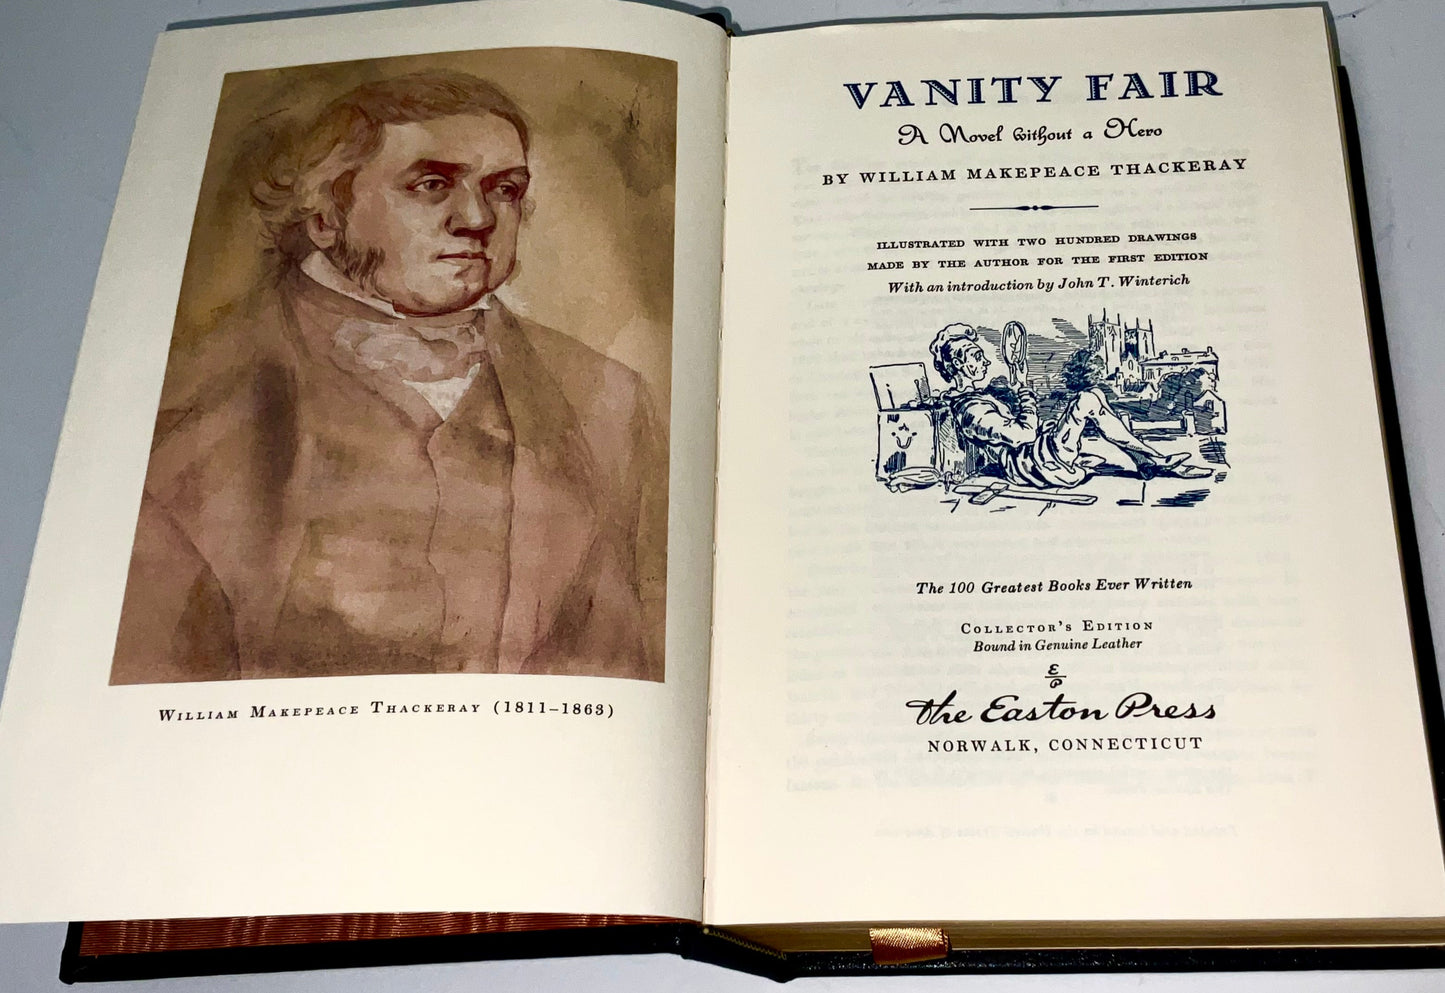 WILLIAM MAKEPEACE THACKERAY (1811–1863)
VANITY FAIR
A Novel without a Hero
BY WILLIAM MAKEPEACE THACKERAY
ILLUSTRATED WITH TWO HUNDRED DRAWINGS
MADE BY THE AUTHOR FOR THE FIRST EDITION
With an introduction by John T. Winterich
The 100 Greatest Books Ever Written
COLLECTOR'S EDITION
Bound in Genuine Leather
E
P
The Easton Press
NORWALK, CONNECTICUT